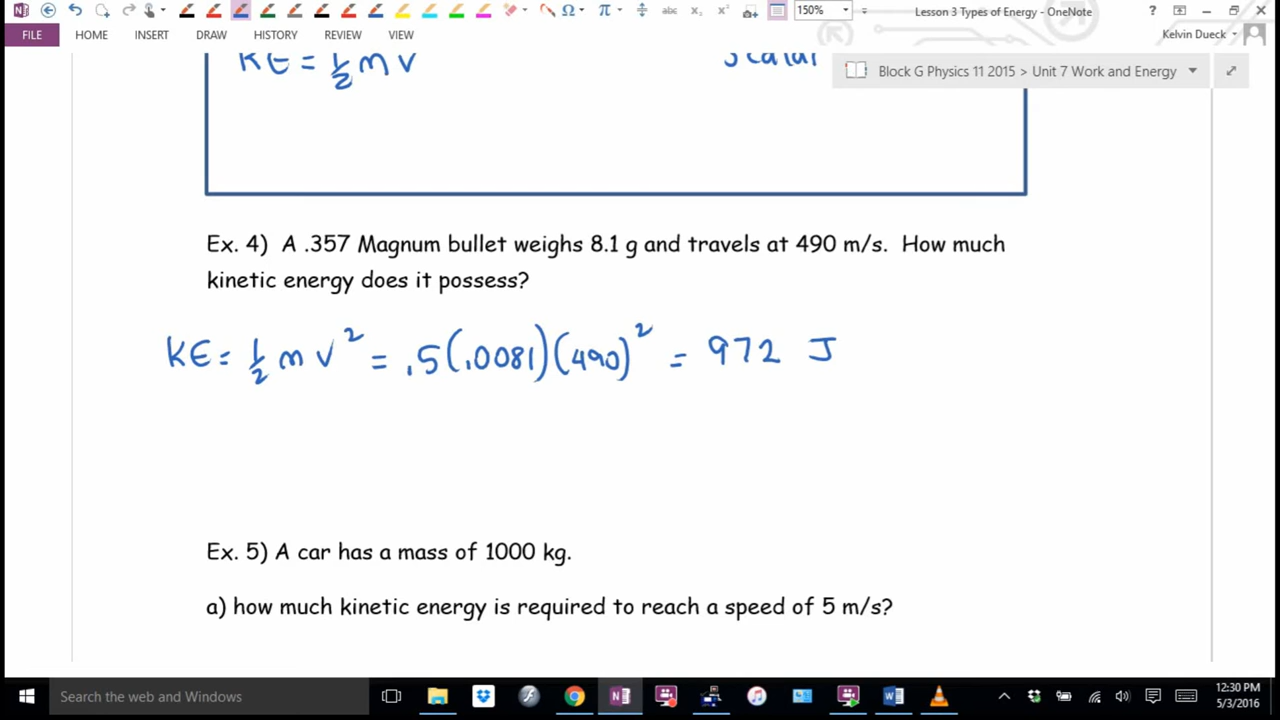 150%
Lesson 3 Types of Energy - OneNote
FILE
HOME
INSERT
DRAW
HISTORY
REVIEW
VIEW
Kelvin Dueck
Block G Physics 11 2015 > Unit 7 Work and Energy
KE = 1/2 m v
scalar
Ex. 4) A .357 Magnum bullet weighs 8.1 g and travels at 490 m/s. How much
kinetic energy does it possess?
KE = 1/2 m v² = .5(.0081)(490)² = 972 J
Ex. 5) A car has a mass of 1000 kg.
a) how much kinetic energy is required to reach a speed of 5 m/s?
Search the web and Windows
12:30 PM
5/3/2016